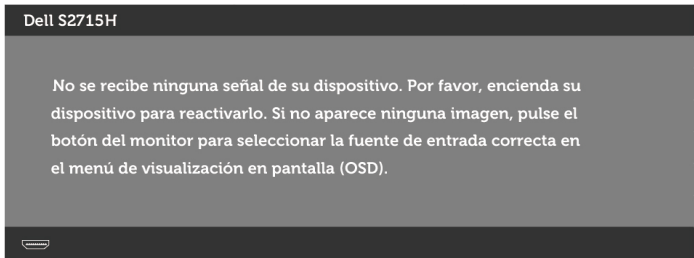 Dell S2715H
No se recibe ninguna señal de su dispositivo. Por favor, encienda su
dispositivo para reactivarlo. Si no aparece ninguna imagen, pulse el
botón del monitor para seleccionar la fuente de entrada correcta en
el menú de visualización en pantalla (OSD).